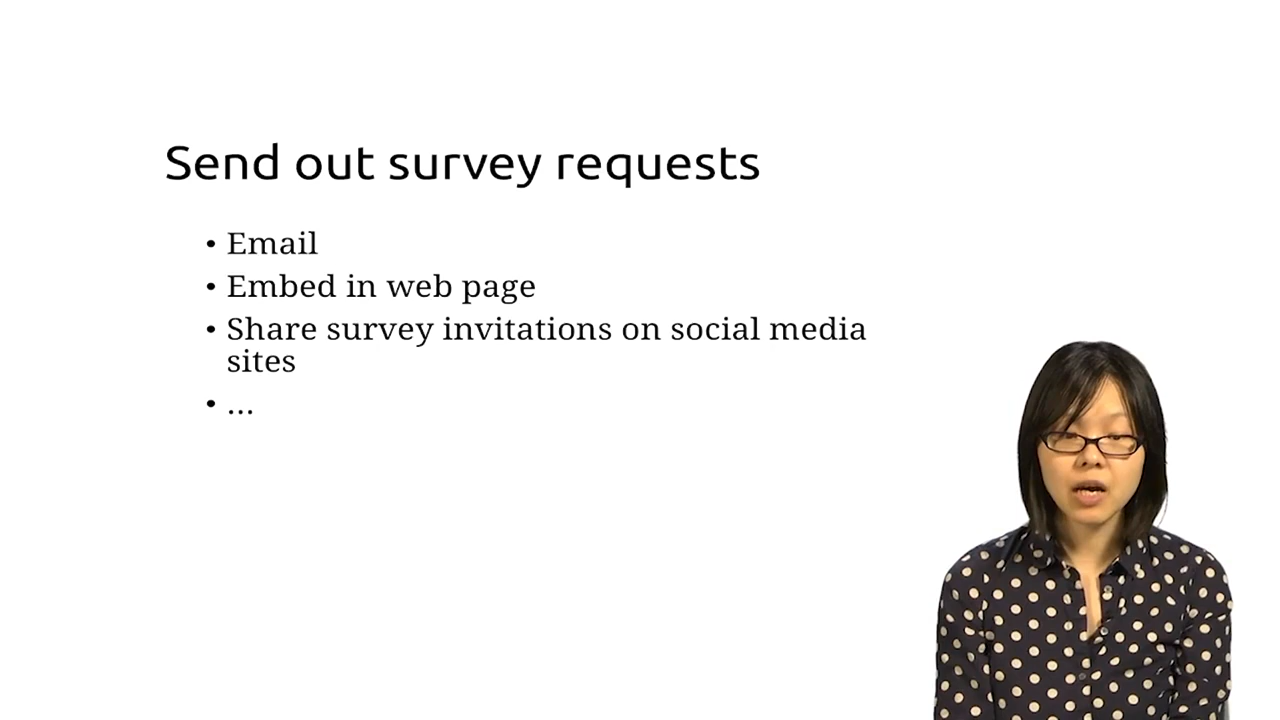 Send out survey requests
• Email
• Embed in web page
• Share survey invitations on social media
sites
• ...